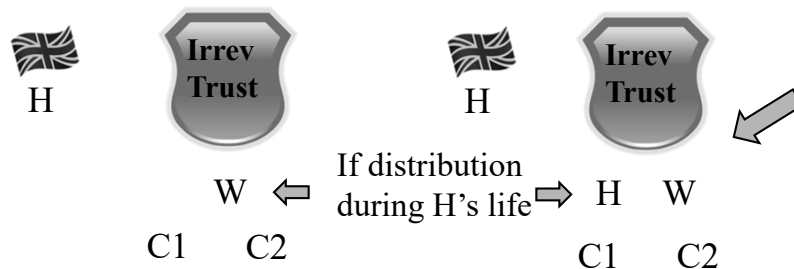 Irrev
Trust
H
Irrev
Trust
H
If distribution
during H's life
W
H W
C1 C2
C1 C2